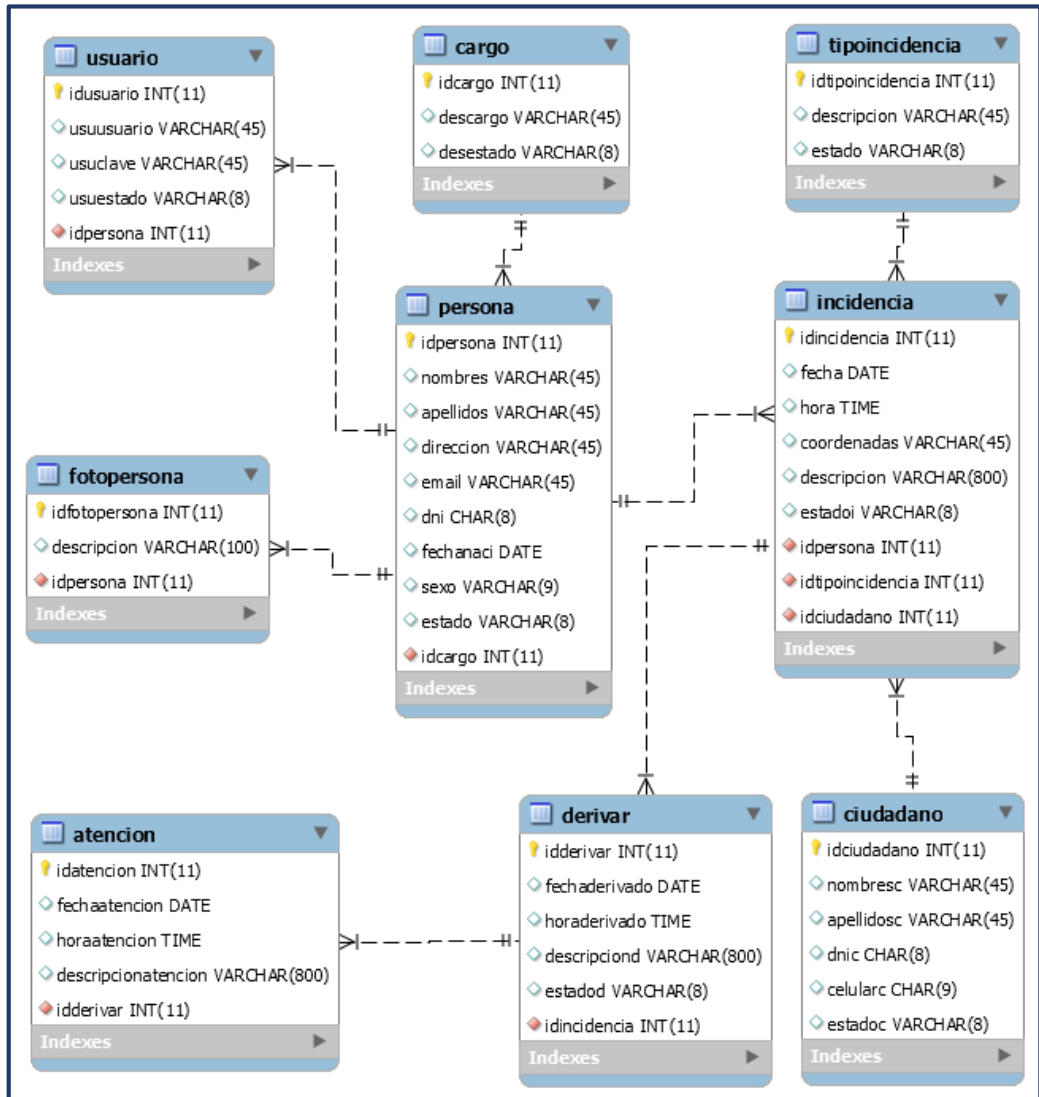 usuario
idusuario INT(11)
usuusuario VARCHAR(45)
usuclave VARCHAR(45)
usuestado VARCHAR(8)
idpersona INT(11)
Indexes
cargo
idcargo INT(11)
descargo VARCHAR(45)
desestado VARCHAR(8)
Indexes
tipoincidencia
idtipoincidencia INT(11)
descripcion VARCHAR(45)
estado VARCHAR(8)
Indexes
persona
idpersona INT(11)
nombres VARCHAR(45)
apellidos VARCHAR(45)
direccion VARCHAR(45)
email VARCHAR(45)
dni CHAR(8)
fechanaci DATE
sexo VARCHAR(9)
estado VARCHAR(8)
idcargo INT(11)
Indexes
incidencia
idincidencia INT(11)
fecha DATE
hora TIME
coordenadas VARCHAR(45)
descripcion VARCHAR(800)
estadoi VARCHAR(8)
idpersona INT(11)
idtipoincidencia INT(11)
idciudadano INT(11)
Indexes
fotopersona
idfotopersona INT(11)
descripcion VARCHAR(100)
idpersona INT(11)
Indexes
atencion
idatencion INT(11)
fechaatencion DATE
horaatencion TIME
descripcionatencion VARCHAR(800)
idderivar INT(11)
Indexes
derivar
idderivar INT(11)
fechaderivado DATE
horaderivado TIME
descripciond VARCHAR(800)
estadod VARCHAR(8)
idincidencia INT(11)
Indexes
ciudadano
idciudadano INT(11)
nombresc VARCHAR(45)
apellidosc VARCHAR(45)
dnic CHAR(8)
celularc CHAR(9)
estadoc VARCHAR(8)
Indexes